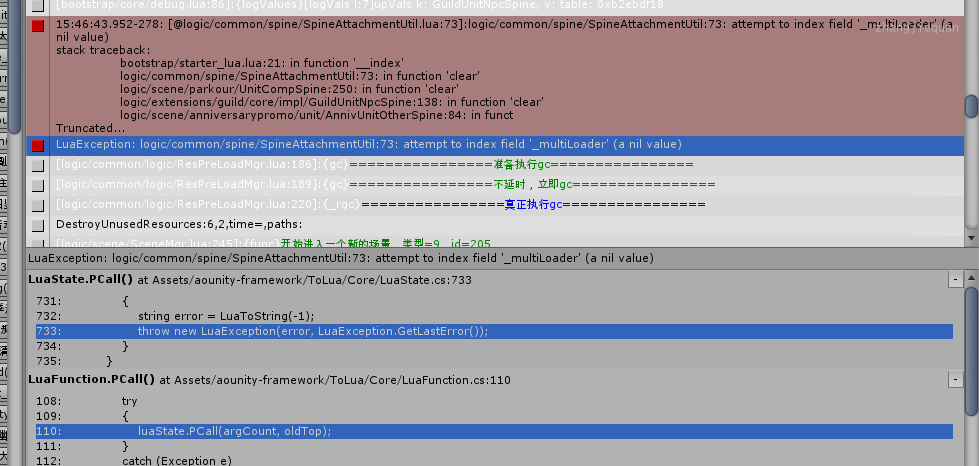 [bootstrap/core/debug.lua:86]:{logValues}[logVals l:7]upVals k: GuildUnitNpcSpine, v: table: 0xb2ebdf18
15:46:43.952-278: [@logic/common/spine/SpineAttachmentUtil.lua:73]:logic/common/spine/SpineAttachmentUtil:73: attempt to index field '_multiLoader' (a
nil value)
stack traceback:
bootstrap/starter_lua.lua:21: in function '__index'
logic/common/spine/SpineAttachmentUtil:73: in function 'clear'
logic/scene/parkour/UnitCompSpine:250: in function 'clear'
logic/extensions/guild/core/impl/GuildUnitNpcSpine:138: in function 'clear'
logic/scene/anniversarypromo/unit/AnnivUnitOtherSpine:84: in funct
Truncated...
LuaException: logic/common/spine/SpineAttachmentUtil:73: attempt to index field '_multiLoader' (a nil value)
[logic/common/logic/ResPreLoadMgr.lua:186]:{gc}================准备执行gc================
[logic/common/logic/ResPreLoadMgr.lua:189]:{gc}================不延时，立即gc================
[logic/common/logic/ResPreLoadMgr.lua:220]:{_rgc}================真正执行gc================
DestroyUnusedResources:6,2,time=,paths:
[logic/scene/SceneMgr.lua:245]:{func}开始进入一个新的场景，类型=9，id=205
LuaException: logic/common/spine/SpineAttachmentUtil:73: attempt to index field '_multiLoader' (a nil value)
LuaState.PCall() at Assets/aounity-framework/ToLua/Core/LuaState.cs:733
731: {
732: string error = LuaToString(-1);
733: throw new LuaException(error, LuaException.GetLastError());
734: }
735: }
LuaFunction.PCall() at Assets/aounity-framework/ToLua/Core/LuaFunction.cs:110
108: try
109: {
110: luaState.PCall(argCount, oldTop);
111: }
112: catch (Exception e)